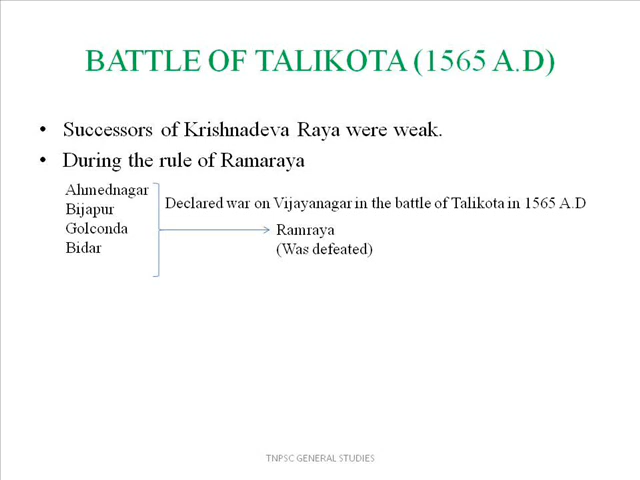 BATTLE OF TALIKOTA (1565 A.D)
• Successors of Krishnadeva Raya were weak.
• During the rule of Ramaraya
Ahmednagar
Bijapur
Golconda
Bidar
Declared war on Vijayanagar in the battle of Talikota in 1565 A.D
Ramraya
(Was defeated)
TNPSC GENERAL STUDIES